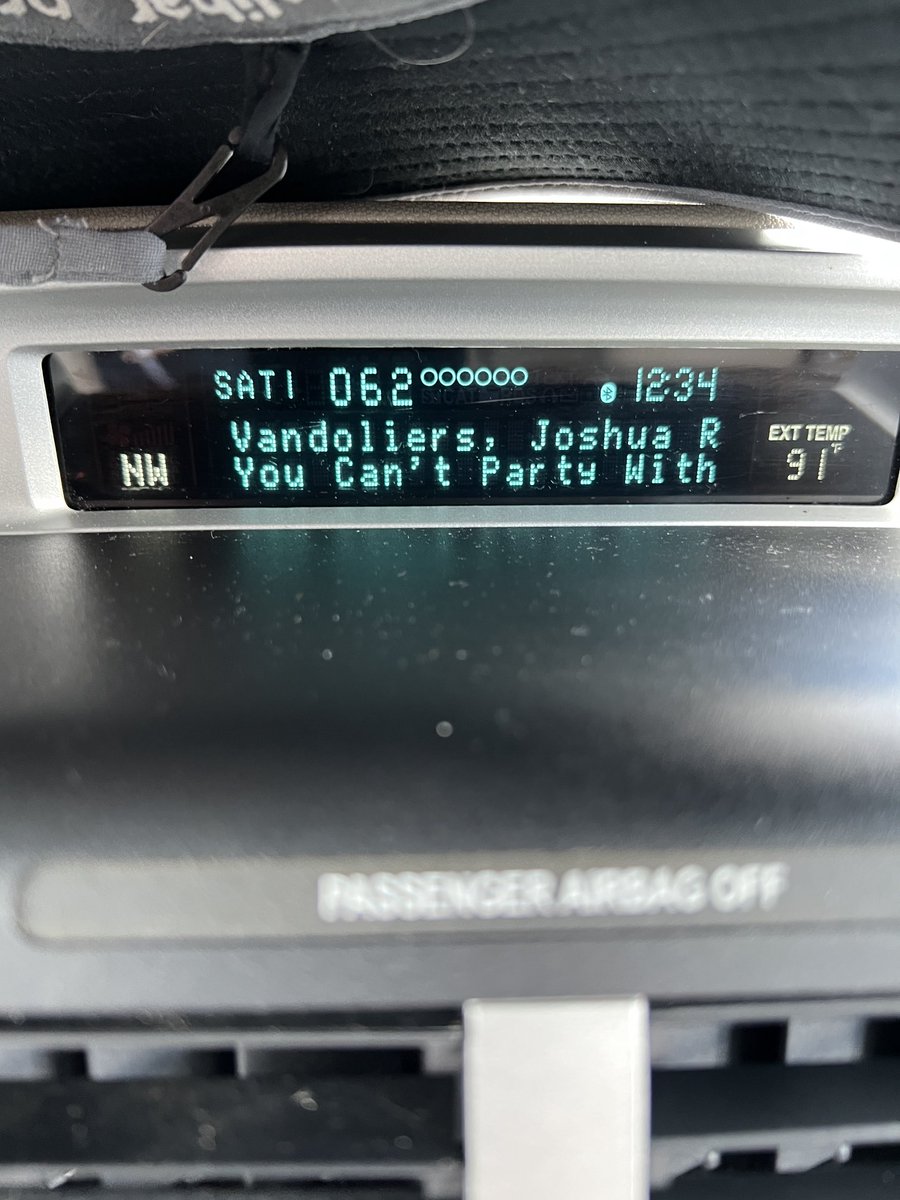 SAT1 062 12:34
Vandoliers, Joshua R
You Can't Party With
NW
EXT TEMP
91°F
PASSENGER AIRBAG OFF